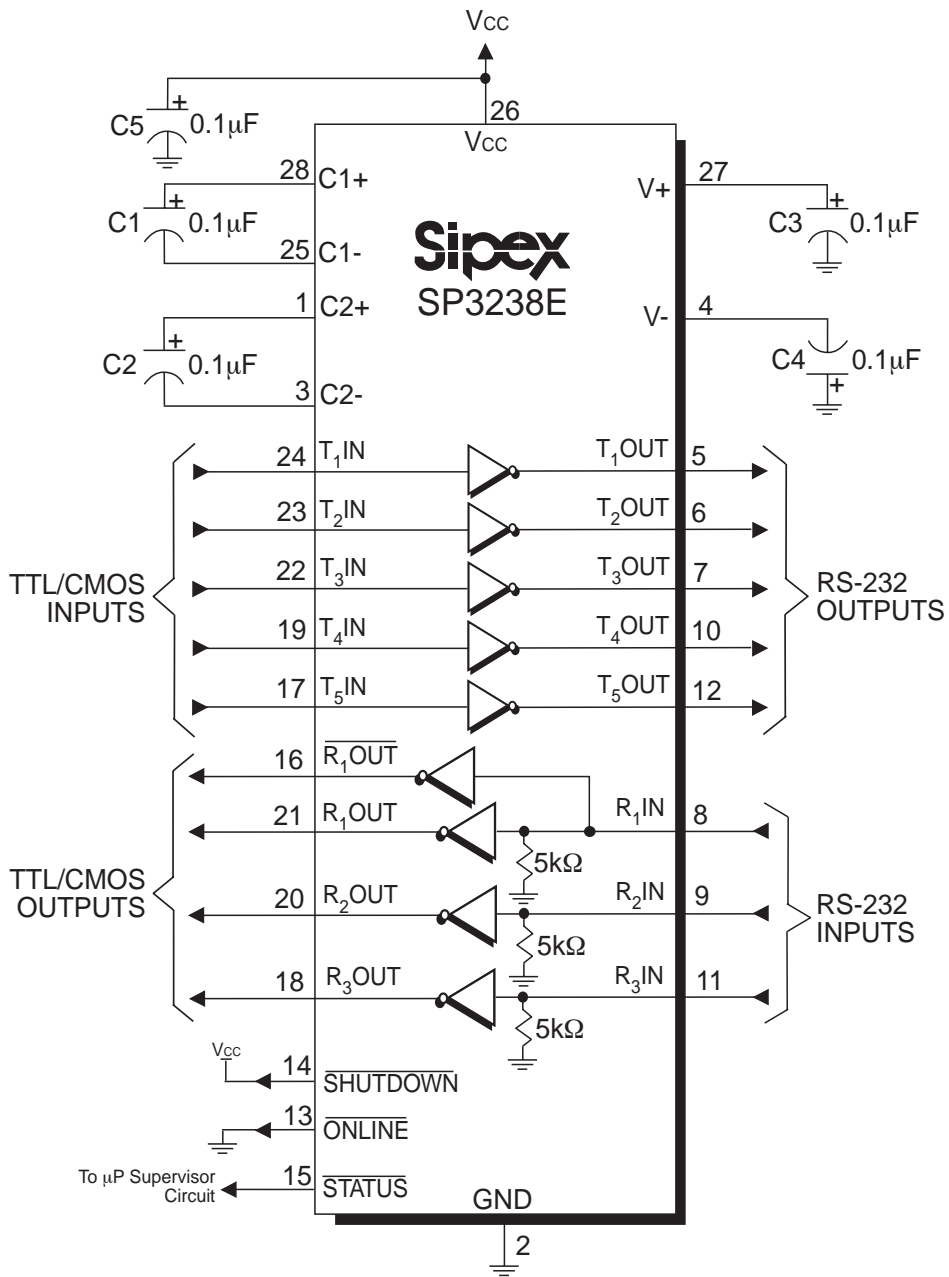 VCC
26
VCC
C5
+
0.1µF
28
C1+
C1
+
0.1µF
25
C1-
1
C2+
C2
+
0.1µF
3
C2-
Sipex
SP3238E
V+
27
C3
+
0.1µF
V-
4
C4
0.1µF
+
TTL/CMOS
INPUTS
24 T1IN T1OUT 5
23 T2IN T2OUT 6
22 T3IN T3OUT 7
19 T4IN T4OUT 10
17 T5IN T5OUT 12
RS-232
OUTPUTS
TTL/CMOS
OUTPUTS
16 R1OUT
21 R1OUT R1IN 8
5kΩ
20 R2OUT R2IN 9
5kΩ
18 R3OUT R3IN 11
5kΩ
RS-232
INPUTS
VCC
14
SHUTDOWN
13
ONLINE
To µP Supervisor
Circuit
15
STATUS
GND
2